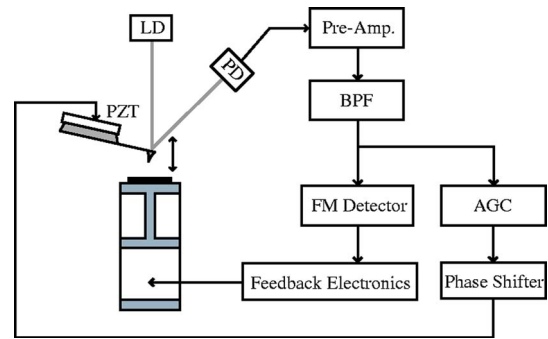 LD
PD
Pre-Amp.
PZT
BPF
FM Detector
AGC
Feedback Electronics
Phase Shifter